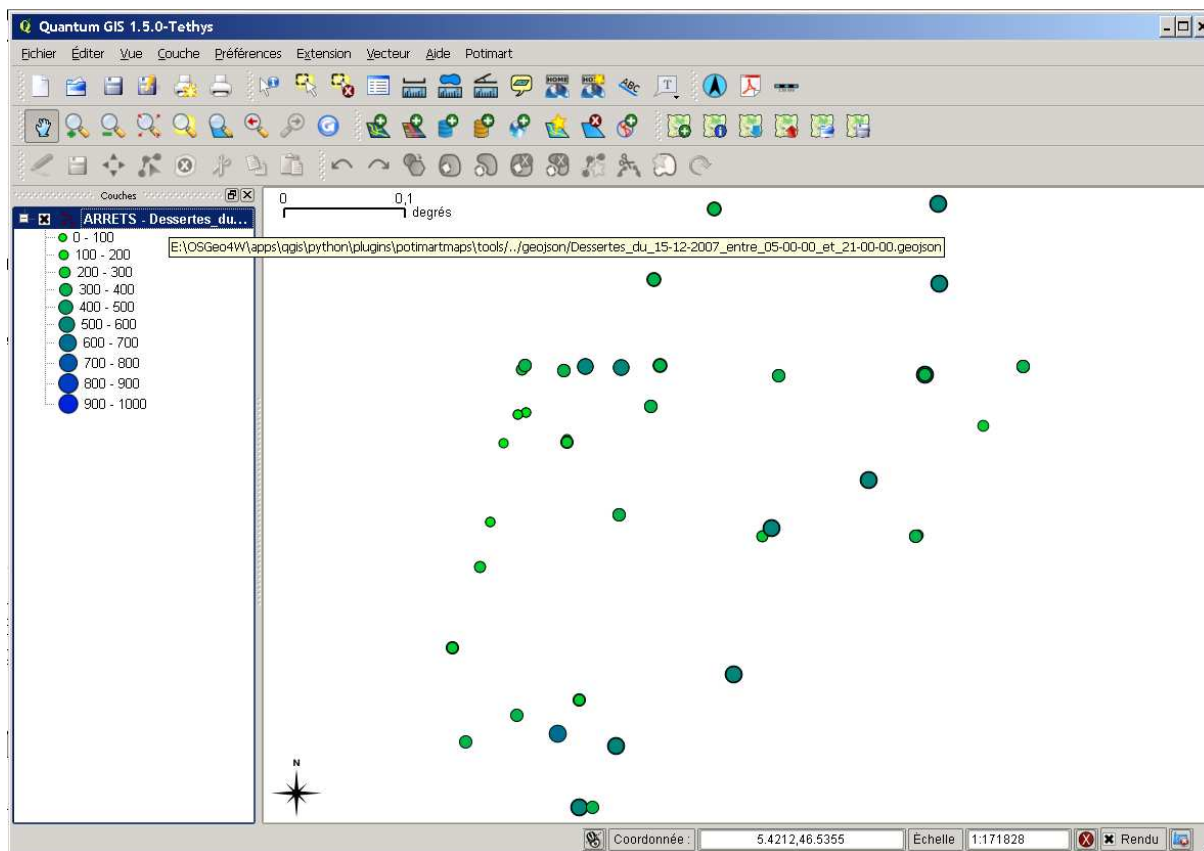 Quantum GIS 1.5.0-Tethys
Fichier Éditer Vue Couche Préférences Extension Vecteur Aide Potimart
Couches
ARRETS - Dessertes_du...
0 - 100
100 - 200
200 - 300
300 - 400
400 - 500
500 - 600
600 - 700
700 - 800
800 - 900
900 - 1000
0 0,1
degrés
E:\OSGeo4W\apps\qgis\python\plugins\potimartmaps\tools/../geojson/Dessertes_du_15-12-2007_entre_05-00-00_et_21-00-00.geojson
N
Coordonnée : 5.4212,46.5355 Échelle 1:171828 Rendu